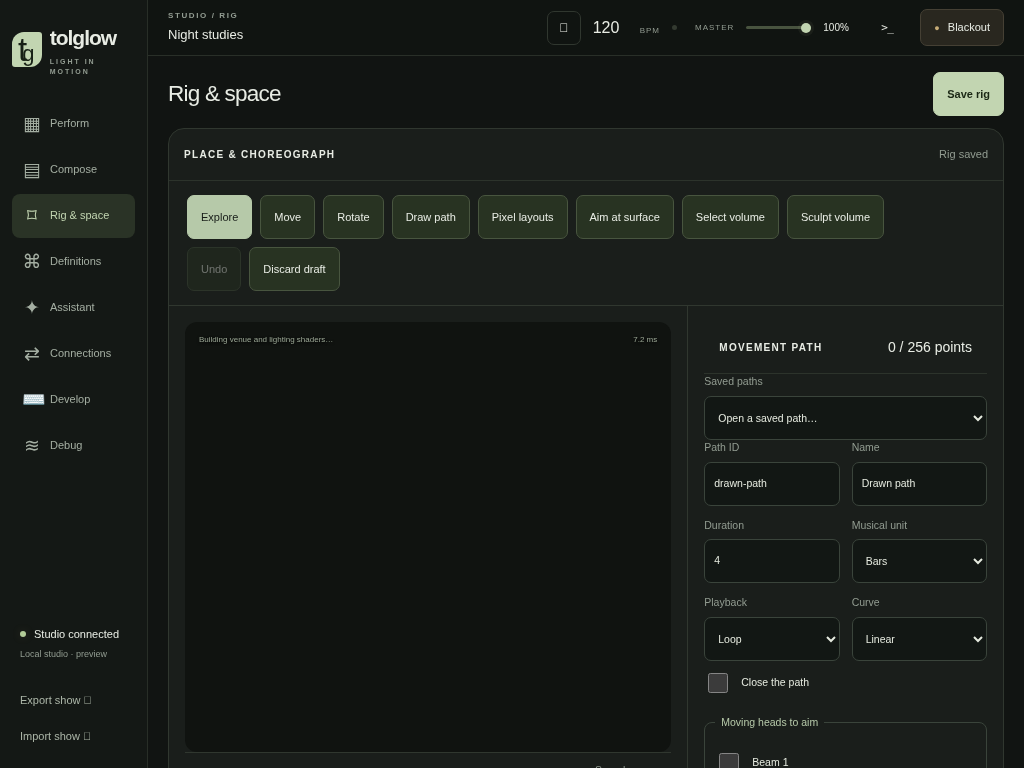 tg
tolglow
LIGHT IN
MOTION
Perform
Compose
Rig & space
Definitions
Assistant
Connections
Develop
Debug
Studio connected
Local studio · preview
Export show
Import show
STUDIO / RIG
Night studies
120 BPM
MASTER 100%
>_
Blackout
Rig & space
Save rig
PLACE & CHOREOGRAPH
Rig saved
Explore Move Rotate Draw path Pixel layouts Aim at surface Select volume Sculpt volume
Undo Discard draft
Building venue and lighting shaders…
7.2 ms
MOVEMENT PATH
0 / 256 points
Saved paths
Open a saved path…
Path ID Name
drawn-path Drawn path
Duration Musical unit
4 Bars
Playback Curve
Loop Linear
Close the path
Moving heads to aim
Beam 1